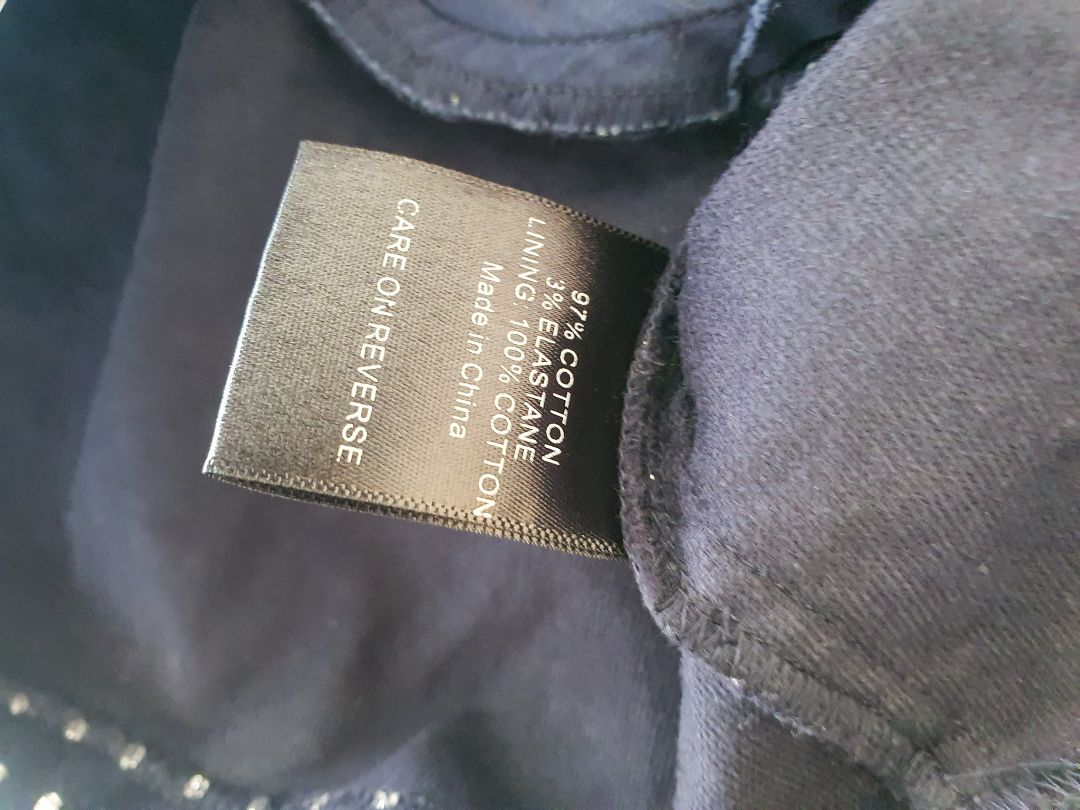 97% COTTON
3% ELASTANE
LINING 100% COTTON
Made in China
CARE ON REVERSE